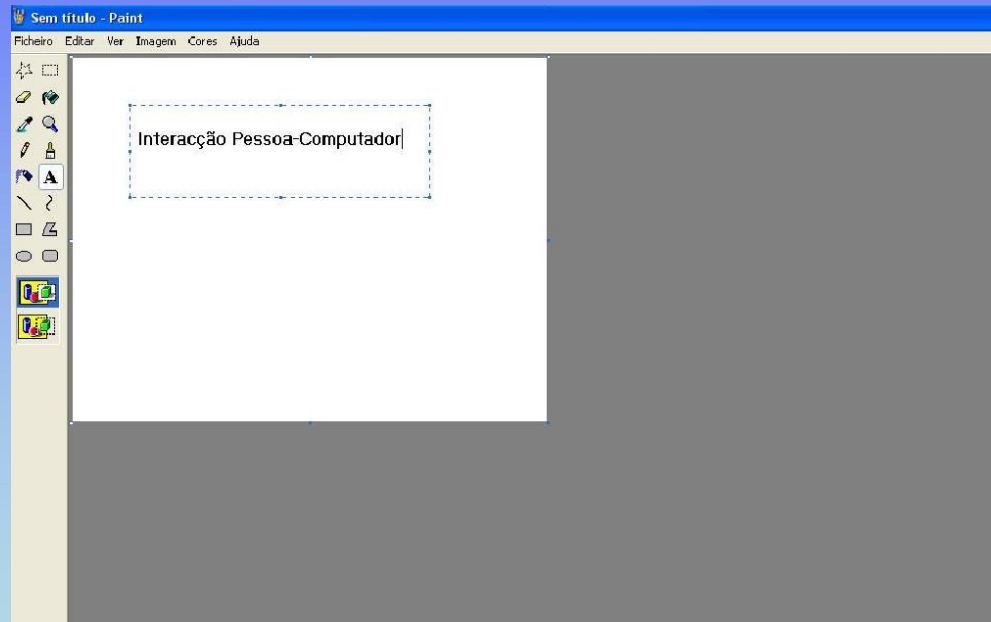 Sem título - Paint
Ficheiro Editar Ver Imagem Cores Ajuda
A
Interacção Pessoa-Computador